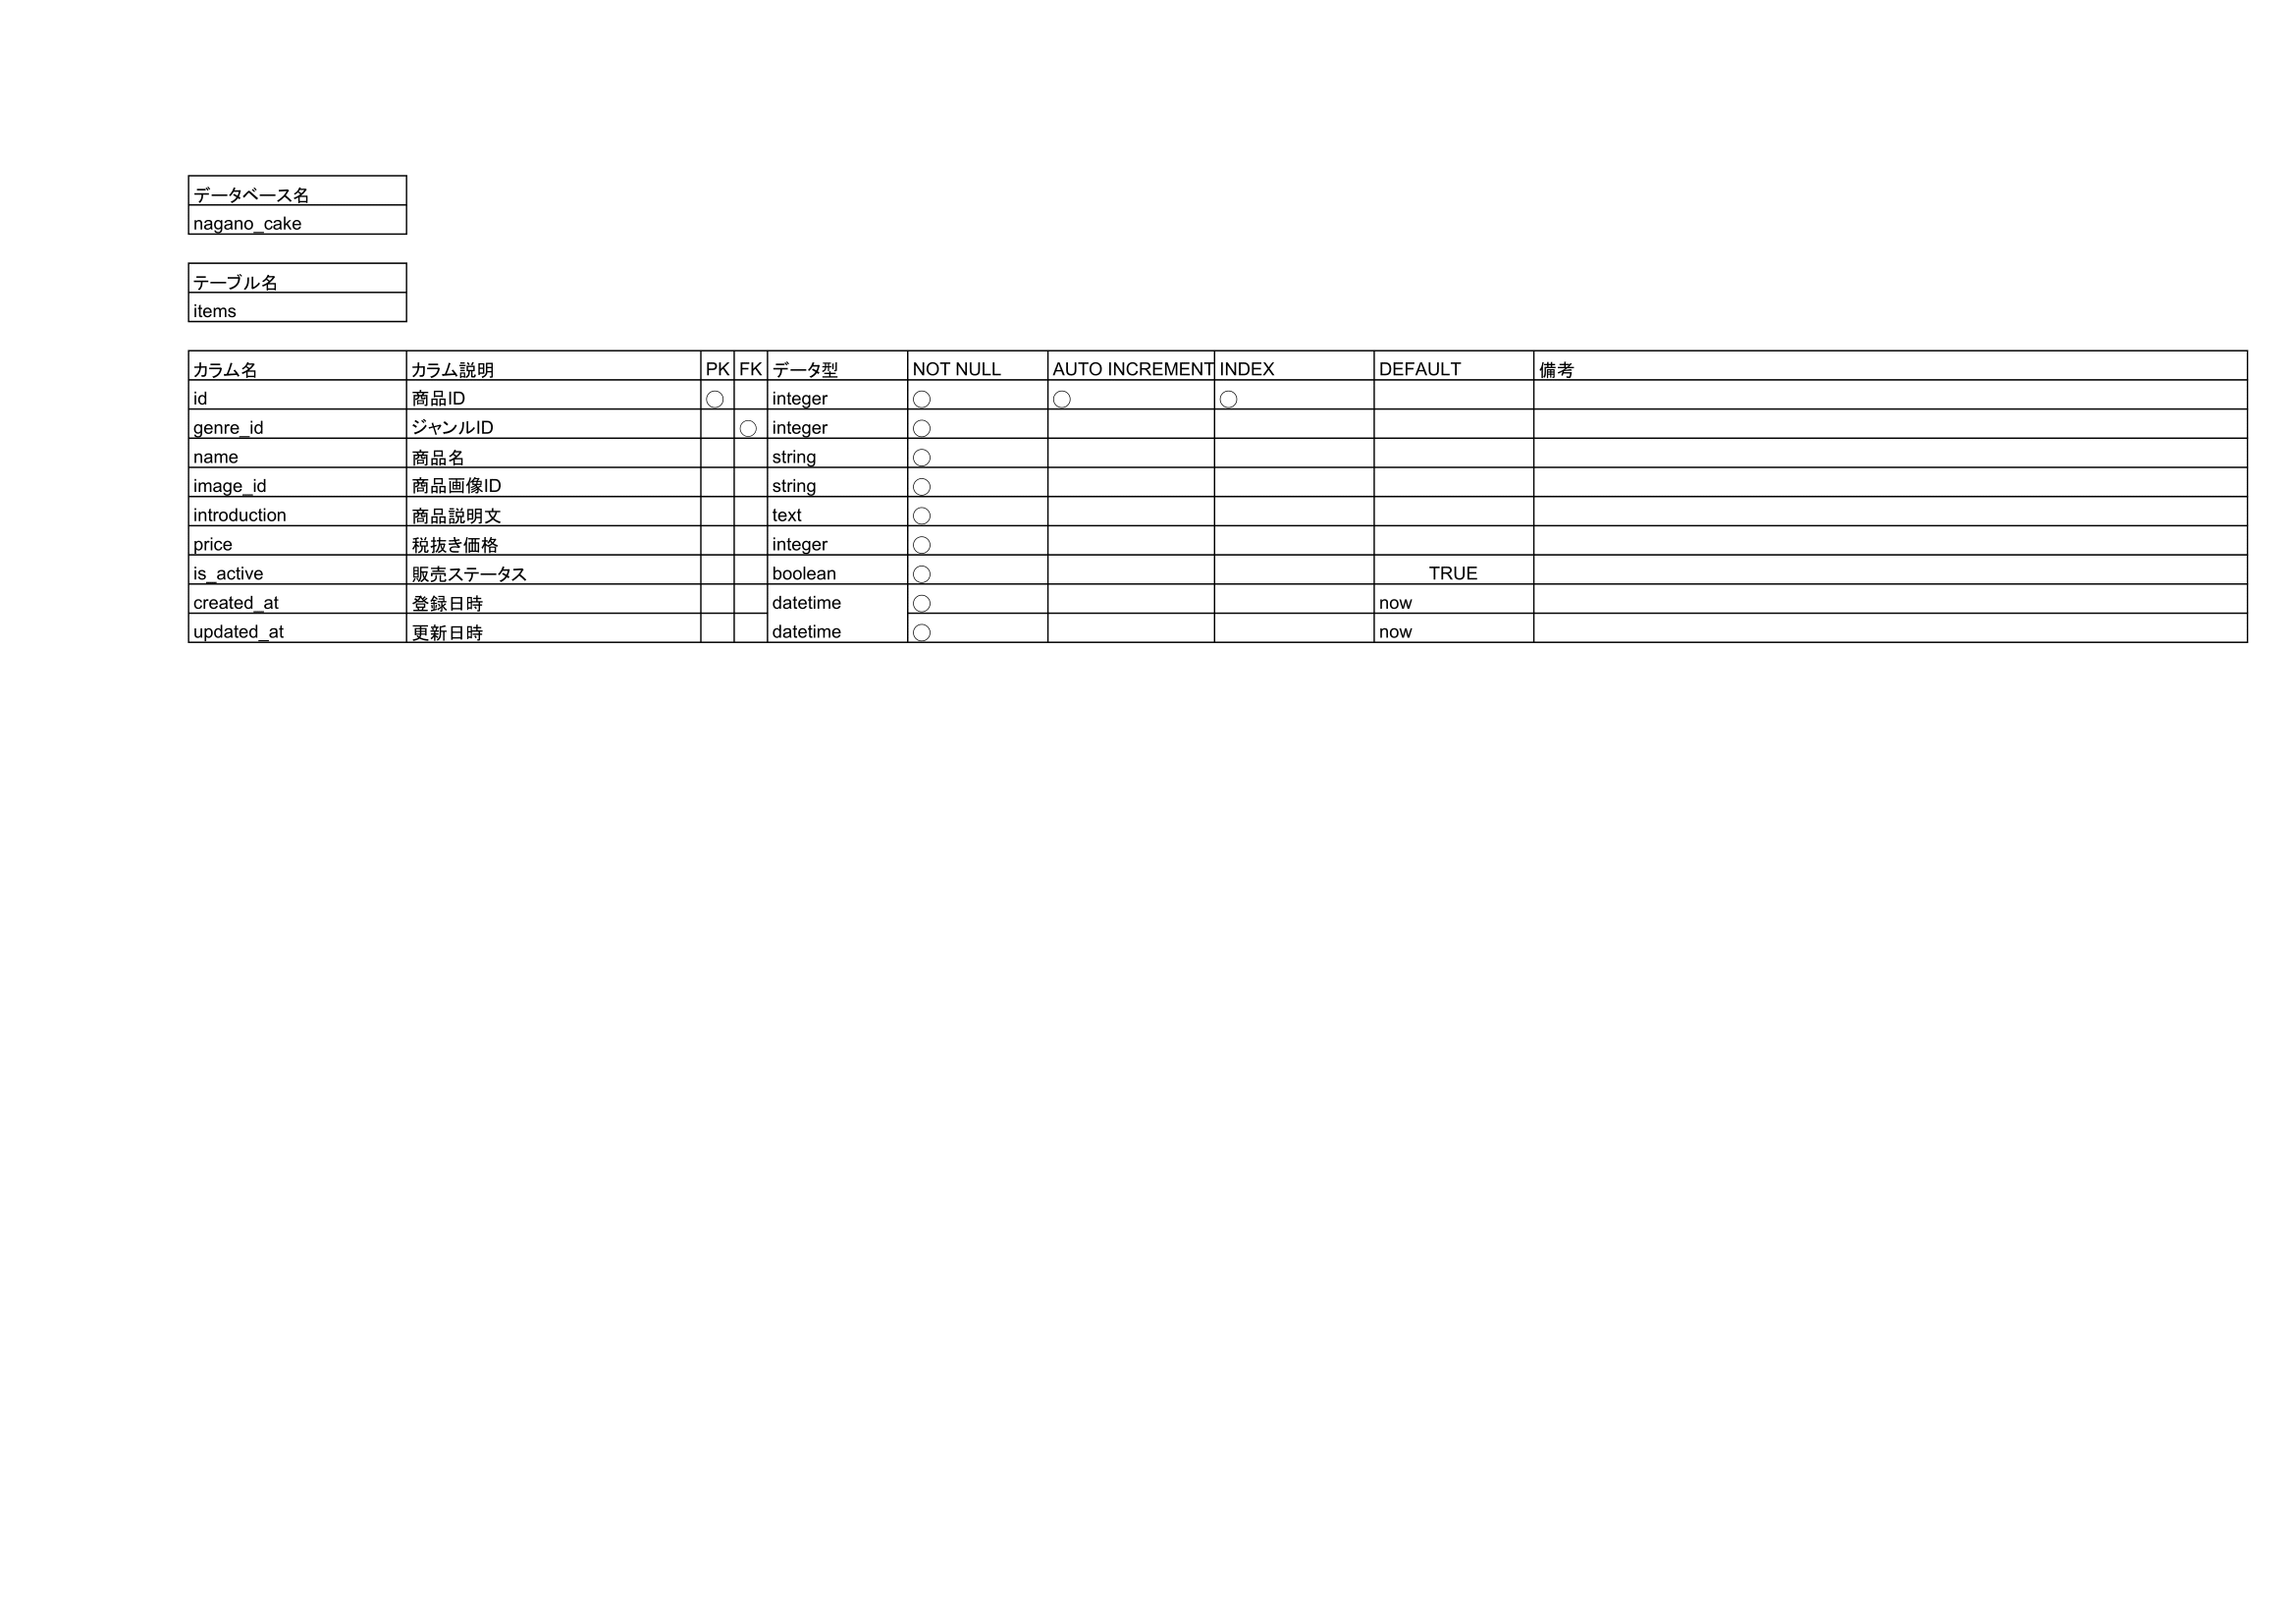 データベース名
nagano_cake
テーブル名
items
カラム名 カラム説明 PK FK データ型 NOT NULL AUTO INCREMENT INDEX DEFAULT 備考
id 商品ID ◯ integer ◯ ◯ ◯
genre_id ジャンルID ◯ integer ◯
name 商品名 string ◯
image_id 商品画像ID string ◯
introduction 商品説明文 text ◯
price 税抜き価格 integer ◯
is_active 販売ステータス boolean ◯ TRUE
created_at 登録日時 datetime ◯ now
updated_at 更新日時 datetime ◯ now